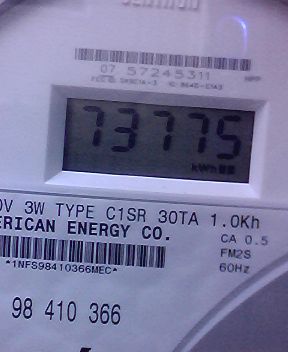 07 57245311
73775
kWh
0V 3W TYPE C1SR 30TA 1.0Kh
ERICAN ENERGY CO.
CA 0.5
FM2S
60Hz
*1NFS98410366MEC*
98 410 366